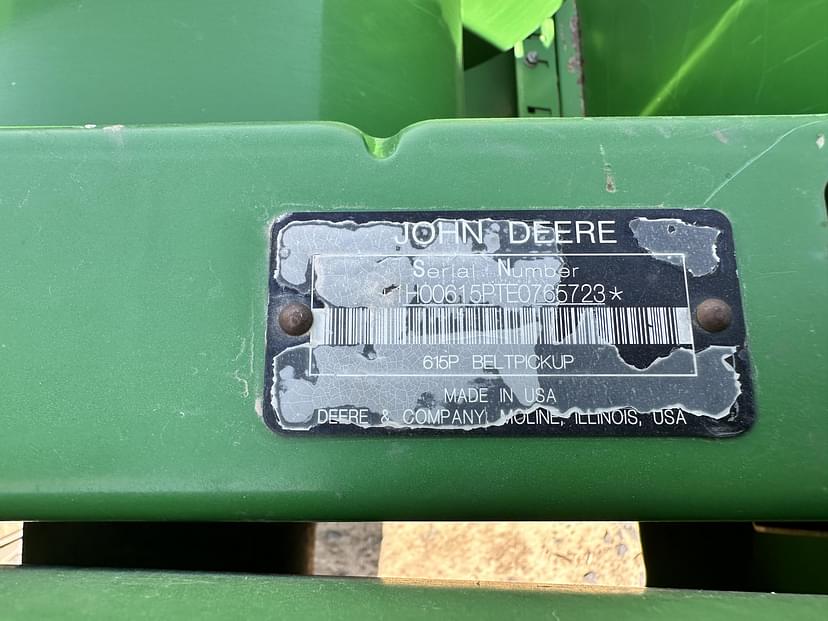 JOHN DEERE
Serial Number
1H00615PTE0765723*
615P BELTPICKUP
MADE IN USA
DEERE & COMPANY MOLINE, ILLINOIS, USA